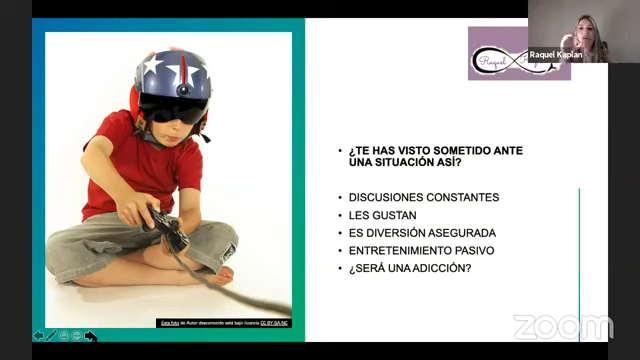 Raquel
Raquel Kaplan
¿TE HAS VISTO SOMETIDO ANTE
UNA SITUACIÓN ASÍ?
DISCUSIONES CONSTANTES
LES GUSTAN
ES DIVERSIÓN ASEGURADA
ENTRETENIMIENTO PASIVO
¿SERÁ UNA ADICCIÓN?
Esta foto de Autor desconocido está bajo licencia CC BY-SA-NC
zoom